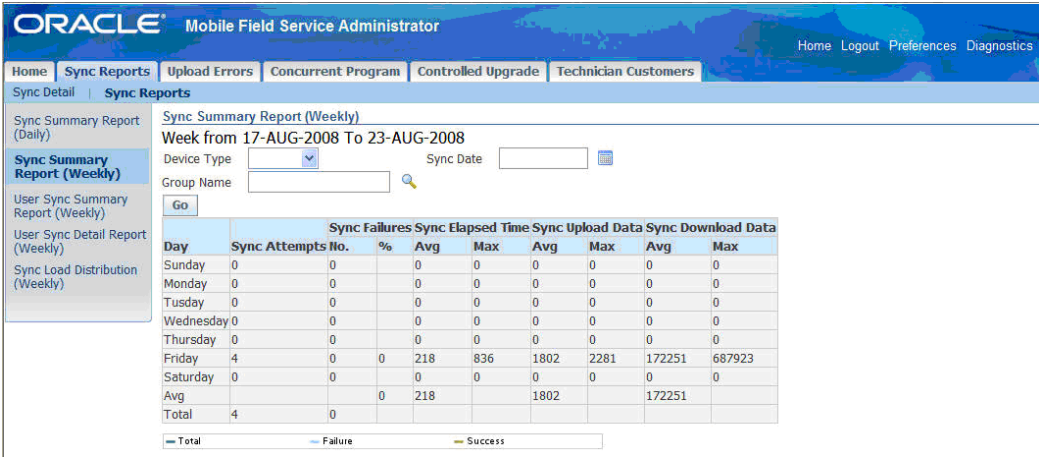 ORACLE® Mobile Field Service Administrator
Home Logout Preferences Diagnostics
Home Sync Reports Upload Errors Concurrent Program Controlled Upgrade Technician Customers
Sync Detail | Sync Reports
Sync Summary Report
(Daily)
Sync Summary
Report (Weekly)
User Sync Summary
Report (Weekly)
User Sync Detail Report
(Weekly)
Sync Load Distribution
(Weekly)
Sync Summary Report (Weekly)
Week from 17-AUG-2008 To 23-AUG-2008
Device Type Sync Date
Group Name
Go
Sync Failures Sync Elapsed Time Sync Upload Data Sync Download Data
Day Sync Attempts No. % Avg Max Avg Max Avg Max
Sunday 0 0 0 0 0 0 0 0
Monday 0 0 0 0 0 0 0 0
Tusday 0 0 0 0 0 0 0 0
Wednesday 0 0 0 0 0 0 0 0
Thursday 0 0 0 0 0 0 0 0
Friday 4 0 0 218 836 1802 2281 172251 687923
Saturday 0 0 0 0 0 0 0 0
Avg 0 218 1802 172251
Total 4 0
Total Failure Success